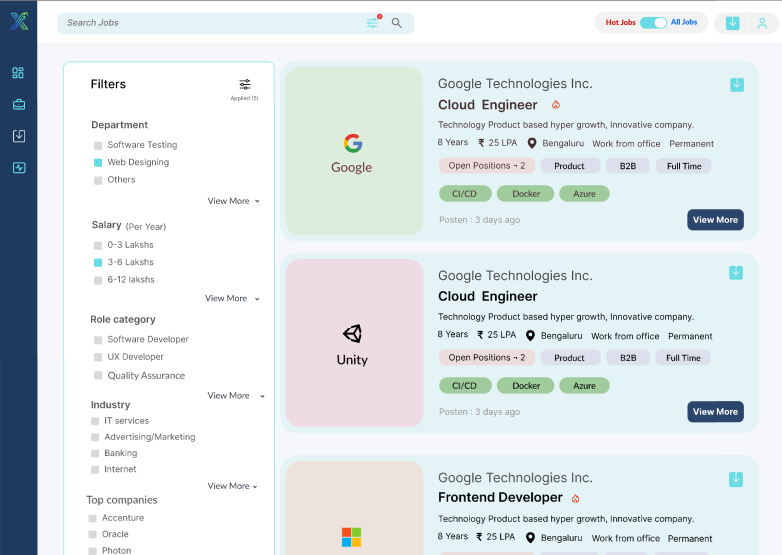 Search Jobs
Hot Jobs
All Jobs
Filters
Applied (5)
Department
Software Testing
Web Designing
Others
View More
Salary (Per Year)
0-3 Lakshs
3-6 Lakshs
6-12 lakshs
View More
Role category
Software Developer
UX Developer
Quality Assurance
View More
Industry
IT services
Advertising/Marketing
Banking
Internet
View More
Top companies
Accenture
Oracle
Photon
Google
Google Technologies Inc.
Cloud Engineer
Technology Product based hyper growth, Innovative company.
8 Years ₹ 25 LPA Bengaluru Work from office Permanent
Open Positions - 2 Product B2B Full Time
CI/CD Docker Azure
Posten : 3 days ago View More
Unity
Google Technologies Inc.
Cloud Engineer
Technology Product based hyper growth, Innovative company.
8 Years ₹ 25 LPA Bengaluru Work from office Permanent
Open Positions - 2 Product B2B Full Time
CI/CD Docker Azure
Posten : 3 days ago View More
Google Technologies Inc.
Frontend Developer
Technology Product based hyper growth, Innovative company.
8 Years ₹ 25 LPA Bengaluru Work from office Permanent